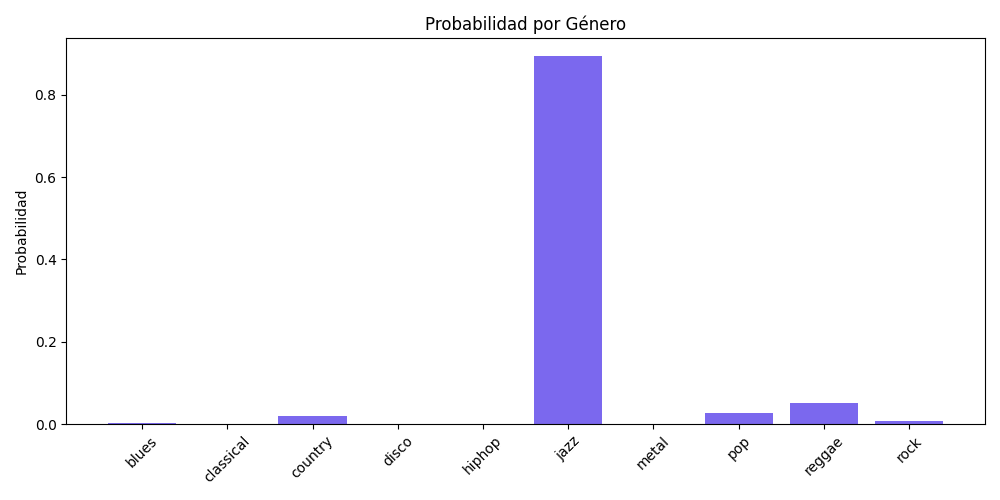 Probabilidad por Género
Probabilidad
0.8
0.6
0.4
0.2
0.0
blues
classical
country
disco
hiphop
jazz
metal
pop
reggae
rock